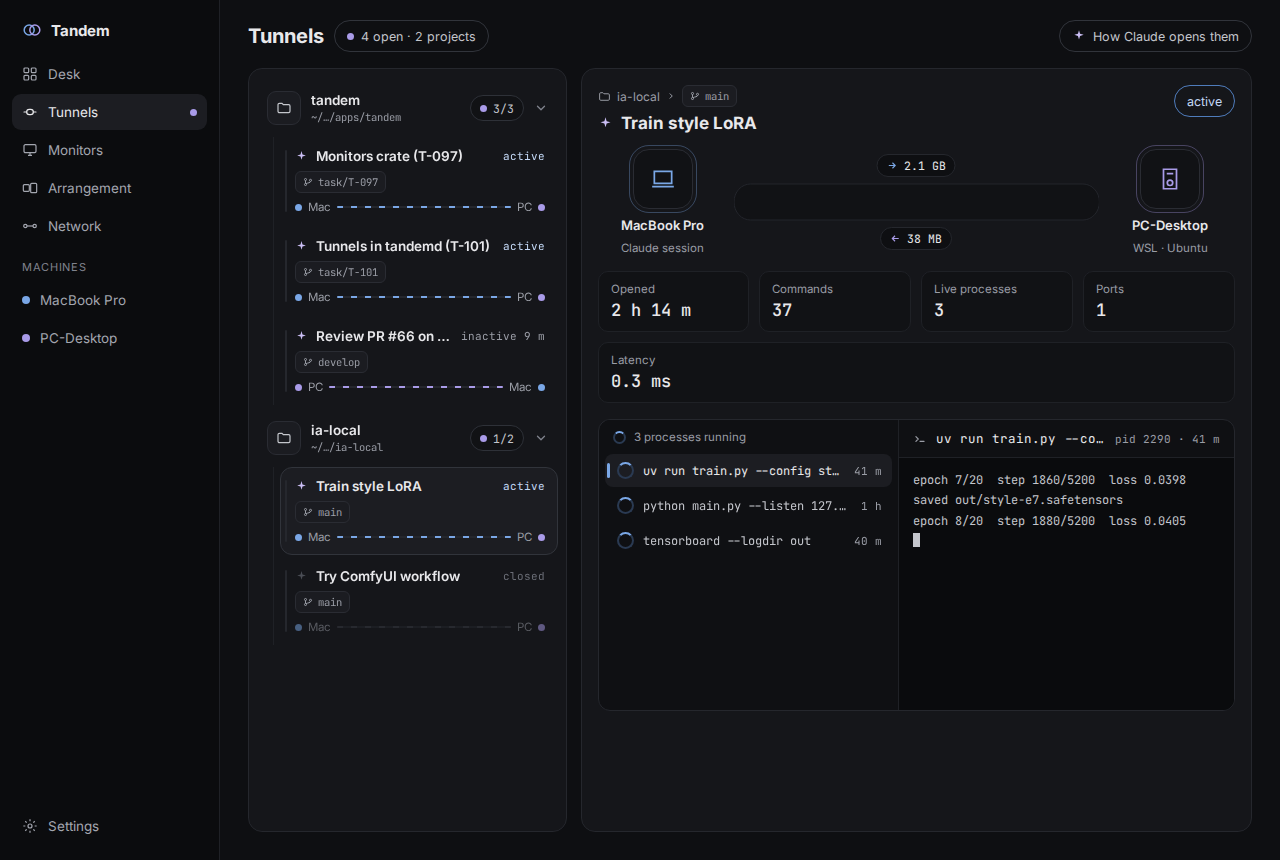 Tandem
Desk
Tunnels
Monitors
Arrangement
Network
MACHINES
MacBook Pro
PC-Desktop
Settings
Tunnels
4 open · 2 projects
How Claude opens them
tandem
~/…/apps/tandem
3/3
Monitors crate (T-097)
active
task/T-097
Mac
PC
Tunnels in tandemd (T-101)
active
task/T-101
Mac
PC
Review PR #66 on …
inactive 9 m
develop
PC
Mac
ia-local
~/…/ia-local
1/2
Train style LoRA
active
main
Mac
PC
Try ComfyUI workflow
closed
main
Mac
PC
ia-local > main
active
Train style LoRA
MacBook Pro
Claude session
→ 2.1 GB
← 38 MB
PC-Desktop
WSL · Ubuntu
Opened
2 h 14 m
Commands
37
Live processes
3
Ports
1
Latency
0.3 ms
3 processes running
uv run train.py --config st… 41 m
python main.py --listen 127.… 1 h
tensorboard --logdir out 40 m
uv run train.py --co… pid 2290 · 41 m
epoch 7/20 step 1860/5200 loss 0.0398
saved out/style-e7.safetensors
epoch 8/20 step 1880/5200 loss 0.0405